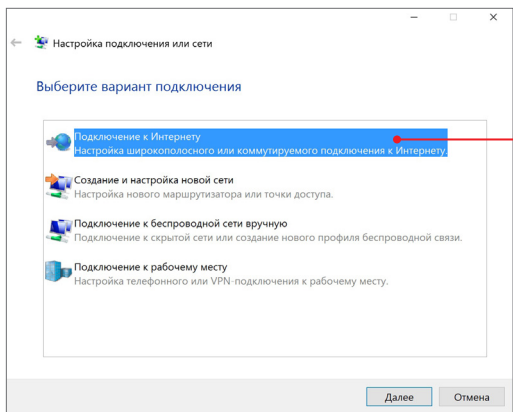 Настройка подключения или сети
Выберите вариант подключения
Подключение к Интернету
Настройка широкополосного или коммутируемого подключения к Интернету.
Создание и настройка новой сети
Настройка нового маршрутизатора или точки доступа.
Подключение к беспроводной сети вручную
Подключение к скрытой сети или создание нового профиля беспроводной связи.
Подключение к рабочему месту
Настройка телефонного или VPN-подключения к рабочему месту.
Далее
Отмена